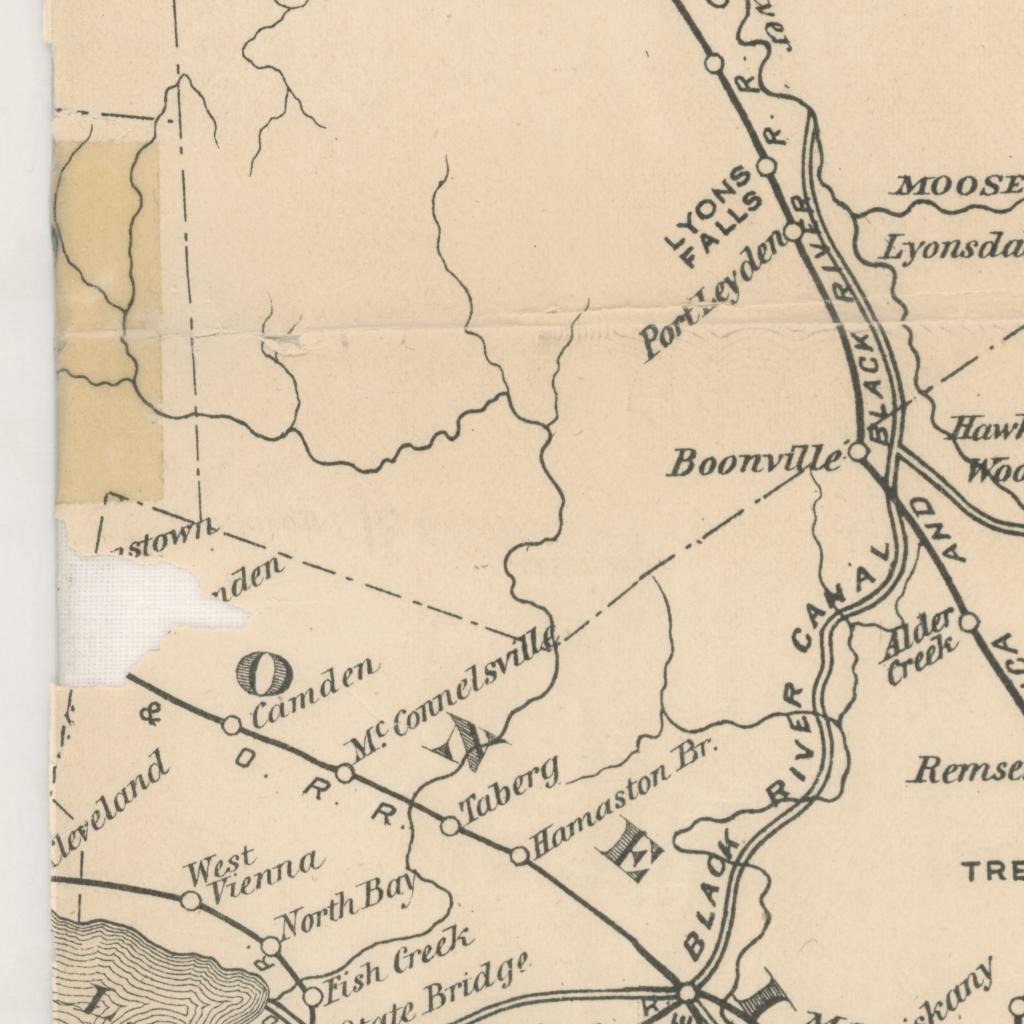 R. R.
MOOSE
LYONS
FALLS
Lyonsda
Port Leyden
BLACK RIVER
Boonville
Hawk
Woo
AND
stown
nden
BLACK RIVER CANAL
Alder
Creek
CA
O
Camden
Mc Connelsville
& O. R. R.
Taberg
Hamaston Br.
E
Remse
Cleveland
TRE
West
Vienna
North Bay
R
Fish Creek
State Bridge
L
R.